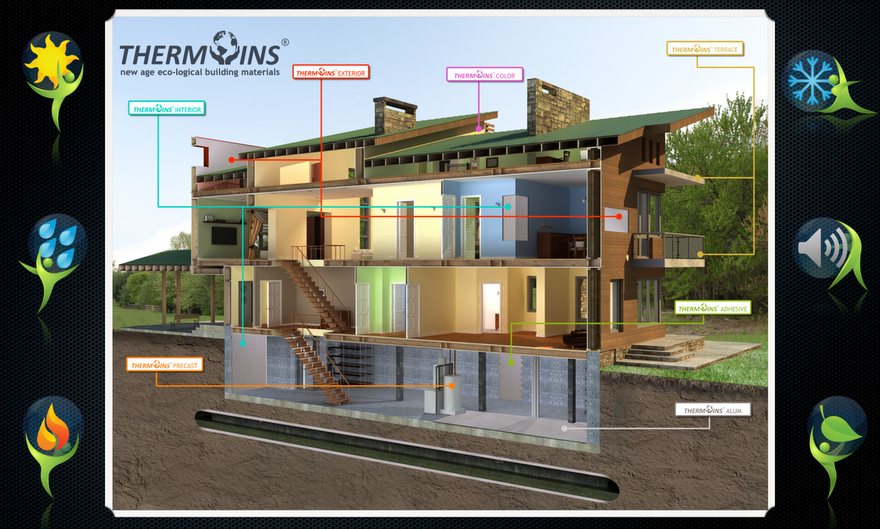 THERMOINS®
new age eco-logical building materials
THERMOINS TERRACE
THERMOINS EXTERIOR
THERMOINS COLOR
THERMOINS INTERIOR
THERMOINS ADHESIVE
THERMOINS PRECAST
THERMOINS ALUM